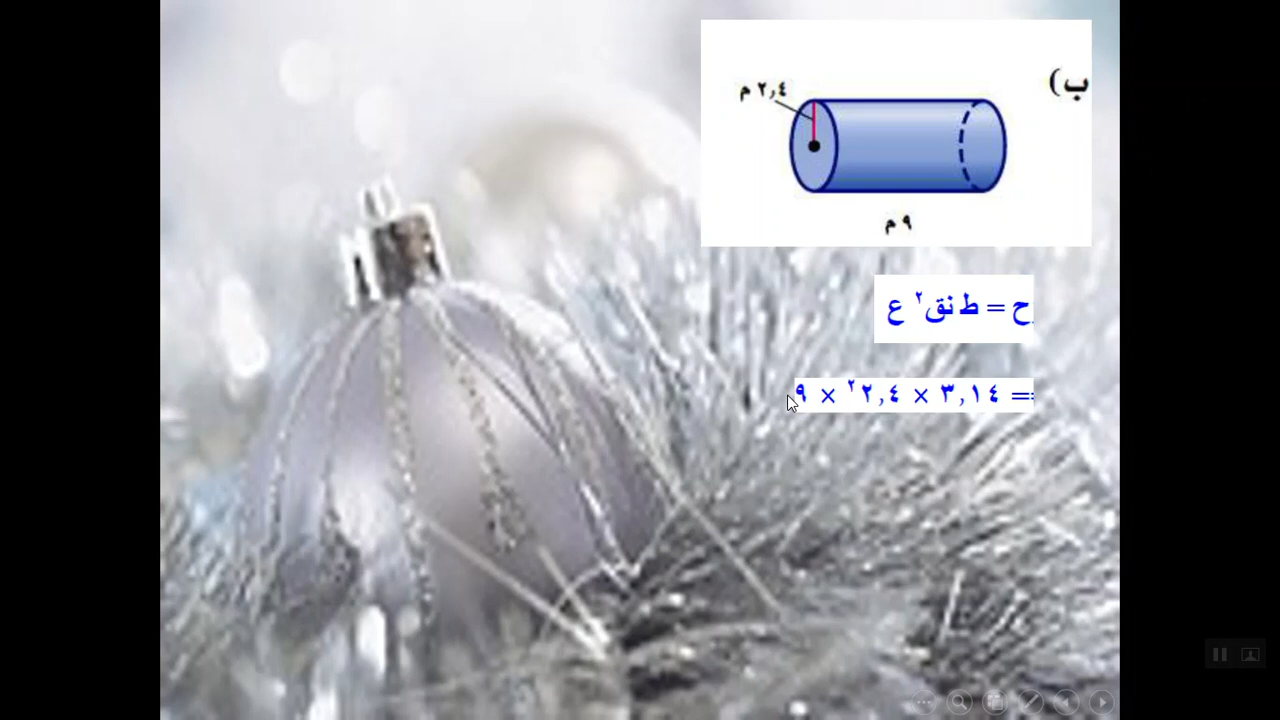 ب)
٢,٤ م
٩ م
ح = ط نق٢ ع
= ٣,١٤ × ٢,٤٢ × ٩